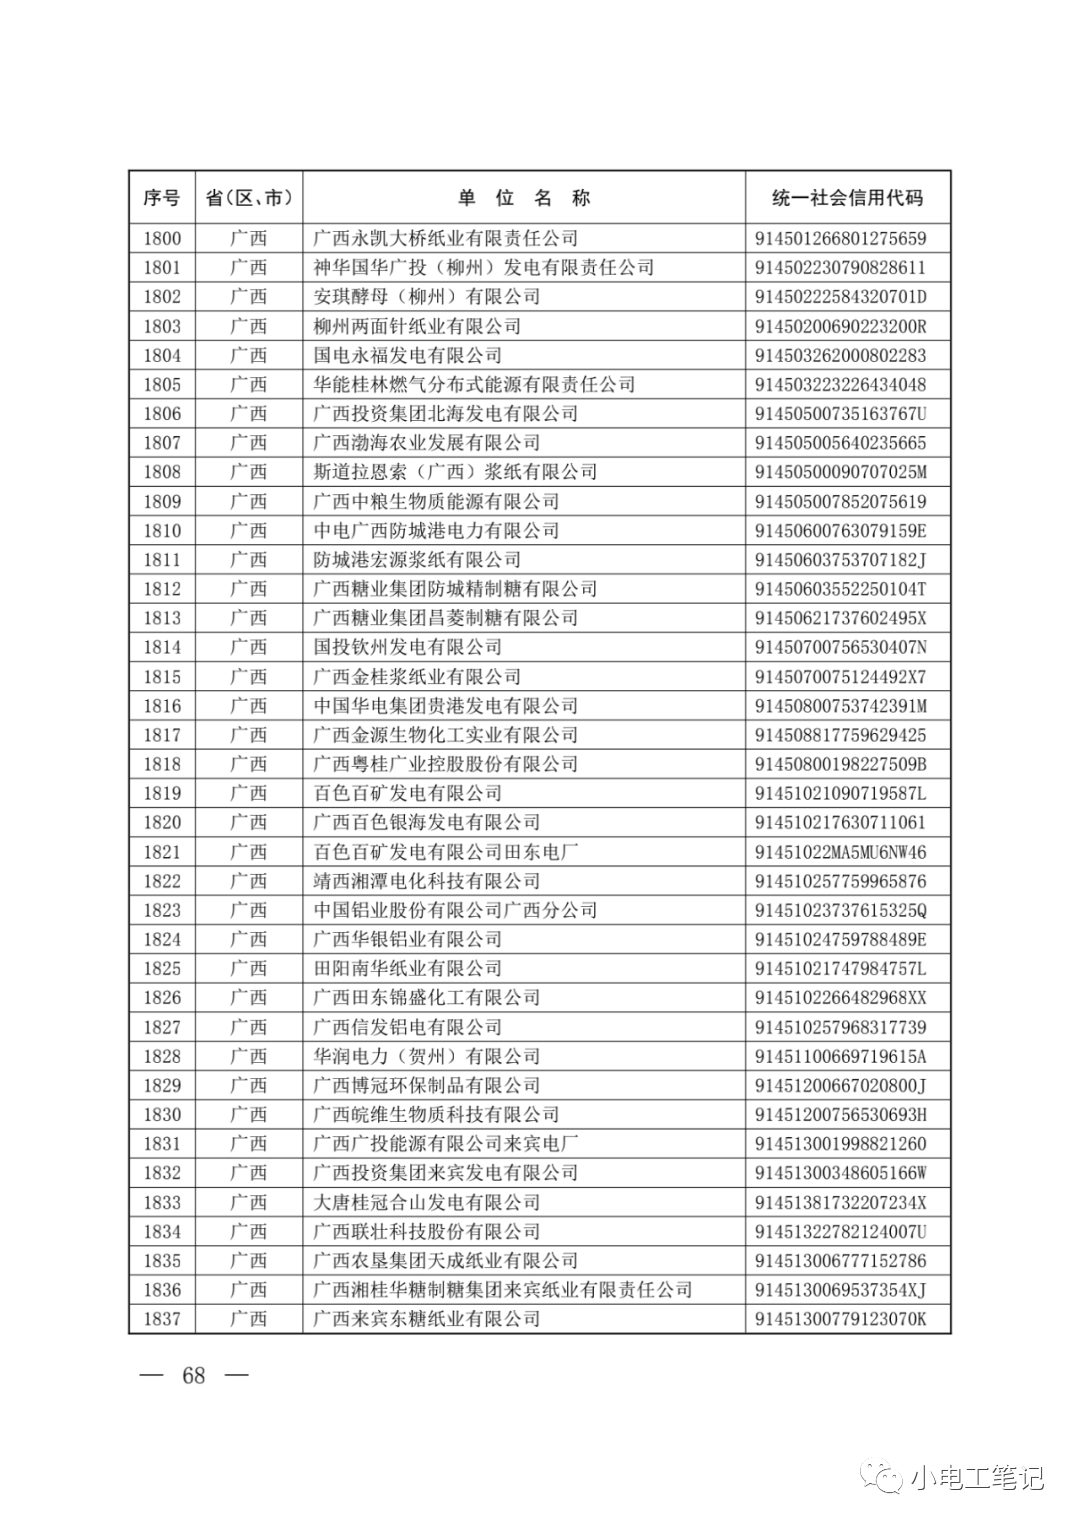 序号 省（区、市） 单位名称 统一社会信用代码
1800 广西 广西永凯大桥纸业有限责任公司 914501266801275659
1801 广西 神华国华广投（柳州）发电有限责任公司 914502230790828611
1802 广西 安琪酵母（柳州）有限公司 91450222584320701D
1803 广西 柳州两面针纸业有限公司 91450200690223200R
1804 广西 国电永福发电有限公司 914503262000802283
1805 广西 华能桂林燃气分布式能源有限责任公司 914503223226434048
1806 广西 广西投资集团北海发电有限公司 91450500735163767U
1807 广西 广西渤海农业发展有限公司 914505005640235665
1808 广西 斯道拉恩索（广西）浆纸有限公司 91450500090707025M
1809 广西 广西中粮生物质能源有限公司 914505007852075619
1810 广西 中电广西防城港电力有限公司 91450600763079159E
1811 广西 防城港宏源浆纸有限公司 91450603753707182J
1812 广西 广西糖业集团防城精制糖有限公司 91450603552250104T
1813 广西 广西糖业集团昌菱制糖有限公司 91450621737602495X
1814 广西 国投钦州发电有限公司 91450700756530407N
1815 广西 广西金桂浆纸业有限公司 9145070075124492X7
1816 广西 中国华电集团贵港发电有限公司 91450800753742391M
1817 广西 广西金源生物化工实业有限公司 914508817759629425
1818 广西 广西粤桂广业控股股份有限公司 91450800198227509B
1819 广西 百色百矿发电有限公司 91451021090719587L
1820 广西 广西百色银海发电有限公司 914510217630711061
1821 广西 百色百矿发电有限公司田东电厂 91451022MA5MU6NW46
1822 广西 靖西湘潭电化科技有限公司 914510257759965876
1823 广西 中国铝业股份有限公司广西分公司 91451023737615325Q
1824 广西 广西华银铝业有限公司 91451024759788489E
1825 广西 田阳南华纸业有限公司 91451021747984757L
1826 广西 广西田东锦盛化工有限公司 9145102266482968XX
1827 广西 广西信发铝电有限公司 914510257968317739
1828 广西 华润电力（贺州）有限公司 91451100669719615A
1829 广西 广西博冠环保制品有限公司 91451200667020800J
1830 广西 广西皖维生物质科技有限公司 91451200756530693H
1831 广西 广西广投能源有限公司来宾电厂 914513001998821260
1832 广西 广西投资集团来宾发电有限公司 91451300348605166W
1833 广西 大唐桂冠合山发电有限公司 91451381732207234X
1834 广西 广西联壮科技股份有限公司 91451322782124007U
1835 广西 广西农垦集团天成纸业有限公司 914513006777152786
1836 广西 广西湘桂华糖制糖集团来宾纸业有限责任公司 9145130069537354XJ
1837 广西 广西来宾东糖纸业有限公司 91451300779123070K
— 68 —
小电工笔记